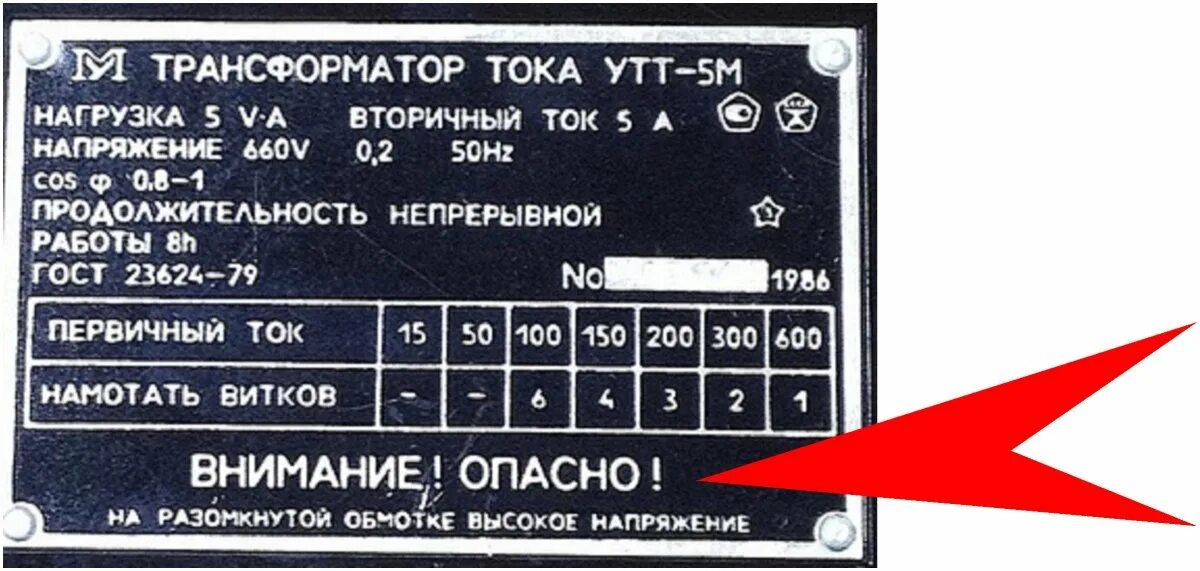 ТРАНСФОРМАТОР ТОКА УТТ-5М
НАГРУЗКА 5 V·A ВТОРИЧНЫЙ ТОК 5 А
НАПРЯЖЕНИЕ 660V 0,2 50Hz
cos φ 0,8-1
ПРОДОЛЖИТЕЛЬНОСТЬ НЕПРЕРЫВНОЙ
РАБОТЫ 8h
ГОСТ 23624-79 No 1986
ПЕРВИЧНЫЙ ТОК 15 50 100 150 200 300 600
НАМОТАТЬ ВИТКОВ - - 6 4 3 2 1
ВНИМАНИЕ! ОПАСНО!
НА РАЗОМКНУТОЙ ОБМОТКЕ ВЫСОКОЕ НАПРЯЖЕНИЕ